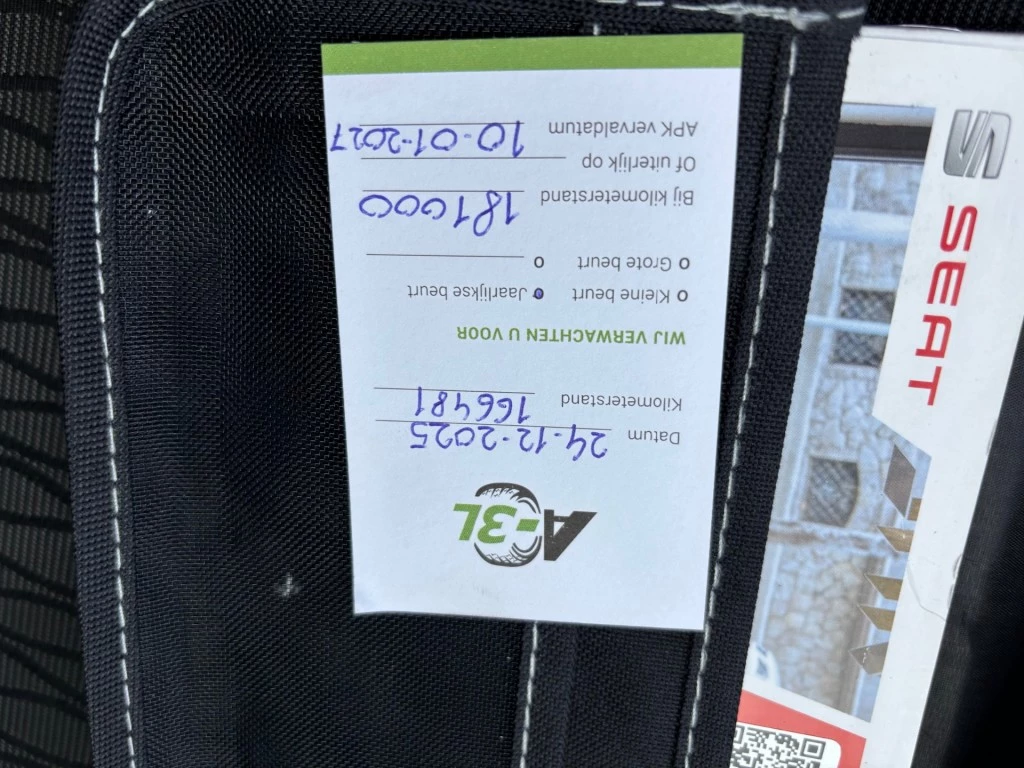 A-3L
Datum 24-12-2025
Kilometerstand 166481
WIJ VERWACHTEN U VOOR
o Kleine beurt o Jaarlijkse beurt
o Grote beurt o
Bij kilometerstand 181000
Of uiterlijk op
APK vervaldatum 10-01-2027
SEAT